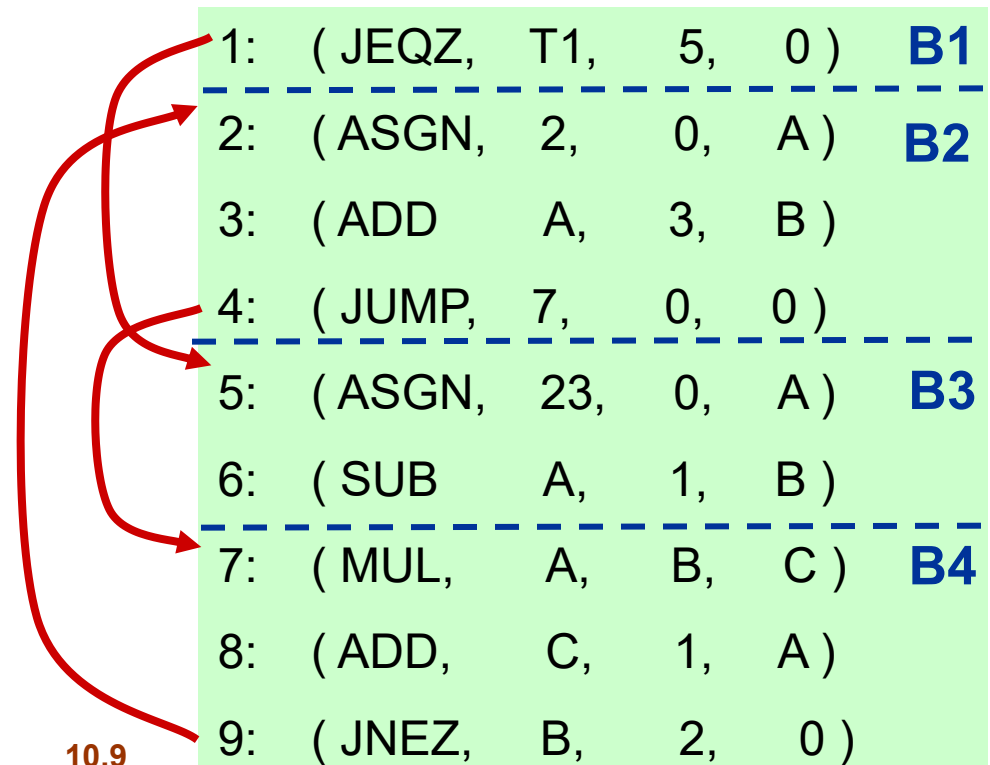 1: ( JEQZ, T1, 5, 0 ) B1
2: ( ASGN, 2, 0, A ) B2
3: ( ADD A, 3, B )
4: ( JUMP, 7, 0, 0 )
5: ( ASGN, 23, 0, A ) B3
6: ( SUB A, 1, B )
7: ( MUL, A, B, C ) B4
8: ( ADD, C, 1, A )
9: ( JNEZ, B, 2, 0 )
10.9